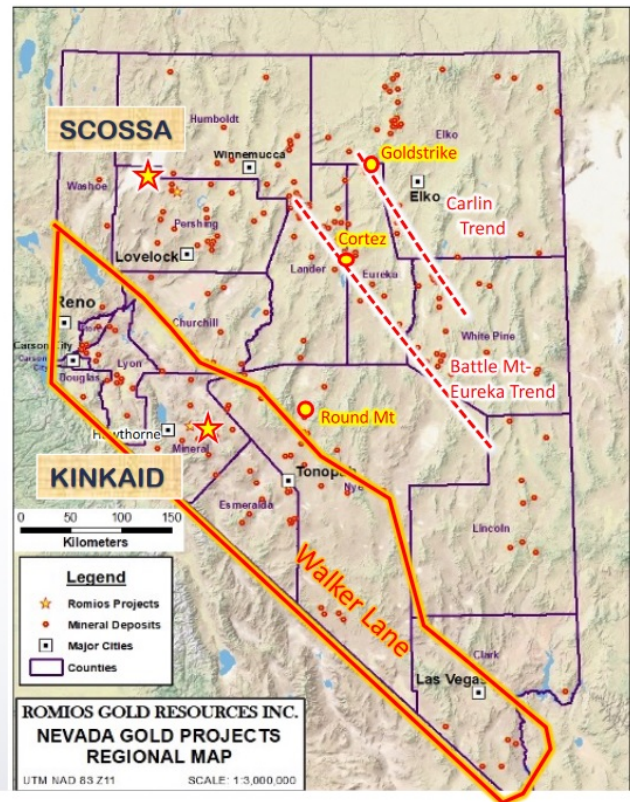 SCOSSA
Humboldt
Elko
Winnemucca
Goldstrike
Washoe
Elko
Carlin
Trend
Pershing
Cortez
Lovelock
Lander
Eureka
Reno
Churchill
White Pine
Carson City
Carson
City
Lyon
Douglas
Battle Mt-
Eureka Trend
Round Mt
Hawthorne
Mineral
KINKAID
Tonopah
Nye
Esmeralda
Lincoln
0 25 50 100 150
Kilometers
Walker Lane
Clark
Las Vegas
Legend
Romios Projects
Mineral Deposits
Major Cities
Counties
ROMIOS GOLD RESOURCES INC.
NEVADA GOLD PROJECTS
REGIONAL MAP
UTM NAD 83 Z11 SCALE: 1:3,000,000